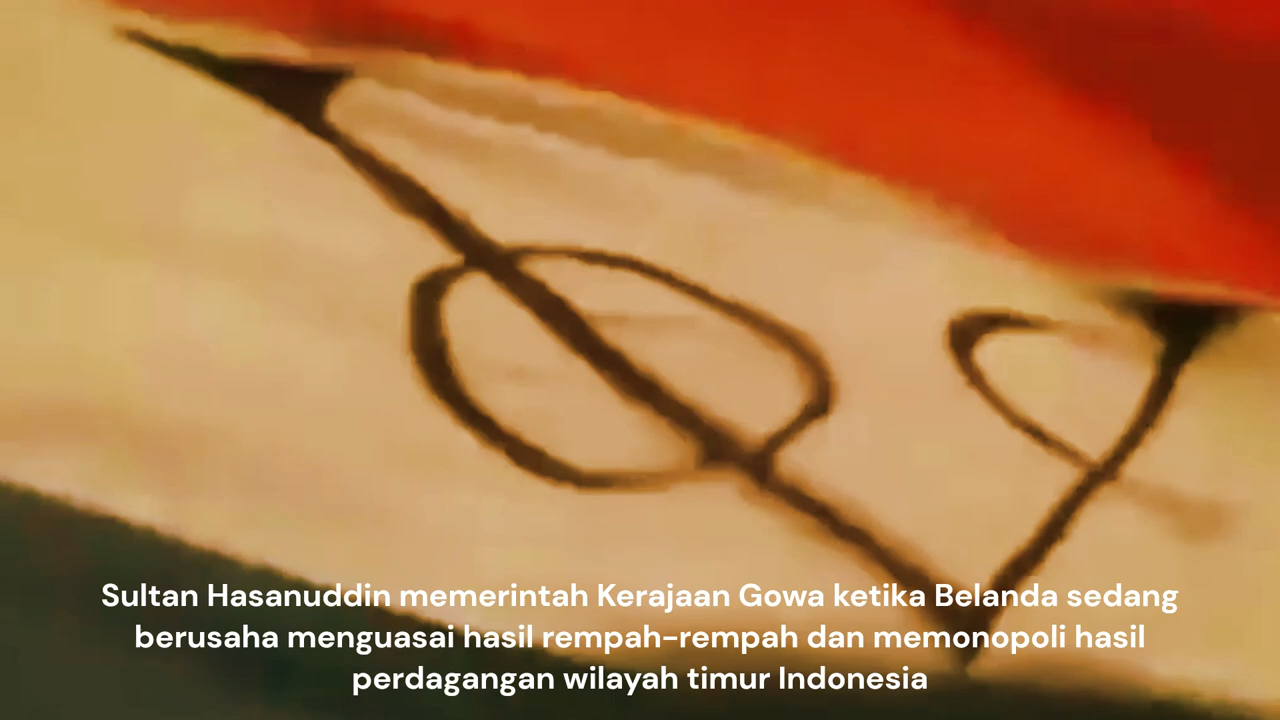 Sultan Hasanuddin memerintah Kerajaan Gowa ketika Belanda sedang
berusaha menguasai hasil rempah-rempah dan memonopoli hasil
perdagangan wilayah timur Indonesia